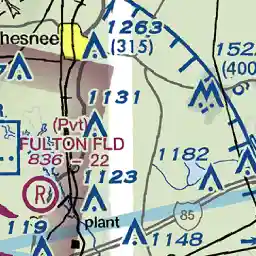 hesnee
1263
(315)
152
(400
1131
(Pvt)
FULTON FLD
836 - 22
1182
R
1123
plant
85
119
1148